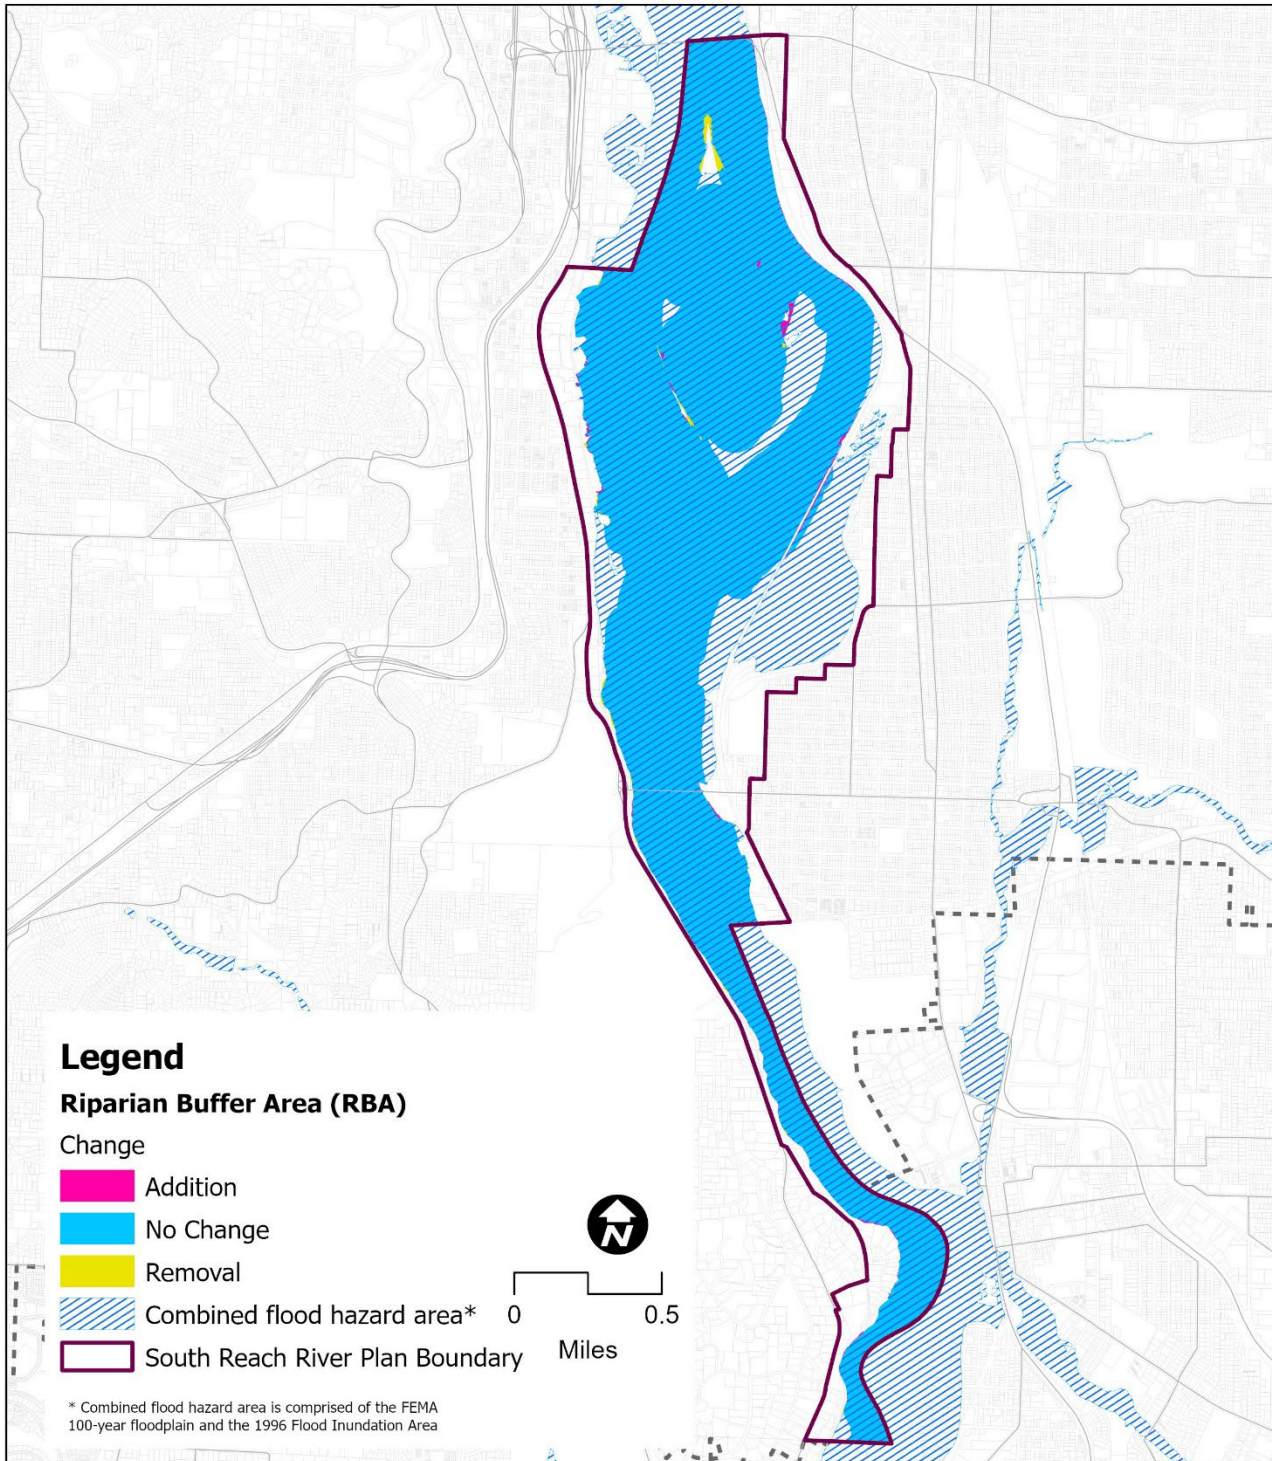 Legend
Riparian Buffer Area (RBA)
Change
Addition
No Change
Removal
Combined flood hazard area*
South Reach River Plan Boundary
* Combined flood hazard area is comprised of the FEMA
100-year floodplain and the 1996 Flood Inundation Area
N
0 0.5
Miles